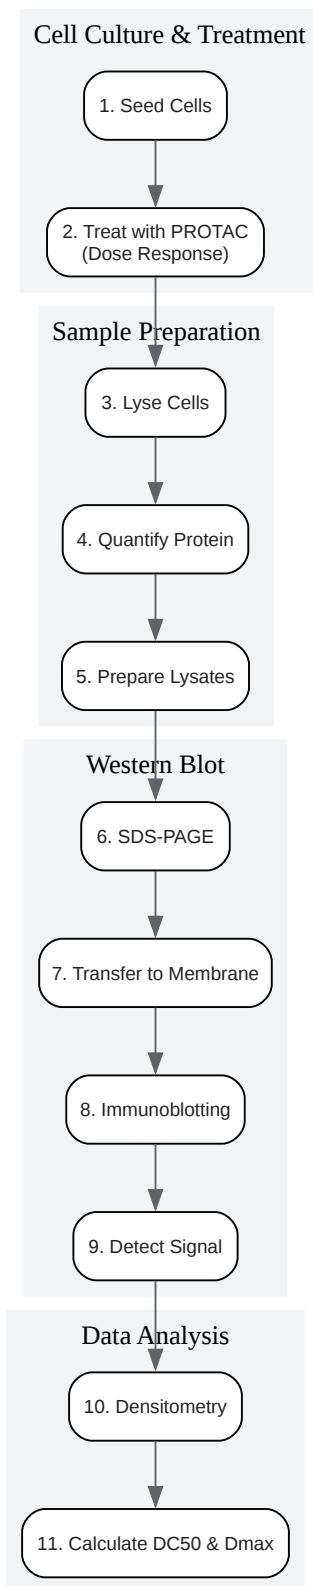 Cell Culture & Treatment
1. Seed Cells
2. Treat with PROTAC
(Dose Response)
Sample Preparation
3. Lyse Cells
4. Quantify Protein
5. Prepare Lysates
Western Blot
6. SDS-PAGE
7. Transfer to Membrane
8. Immunoblotting
9. Detect Signal
Data Analysis
10. Densitometry
11. Calculate DC50 & Dmax